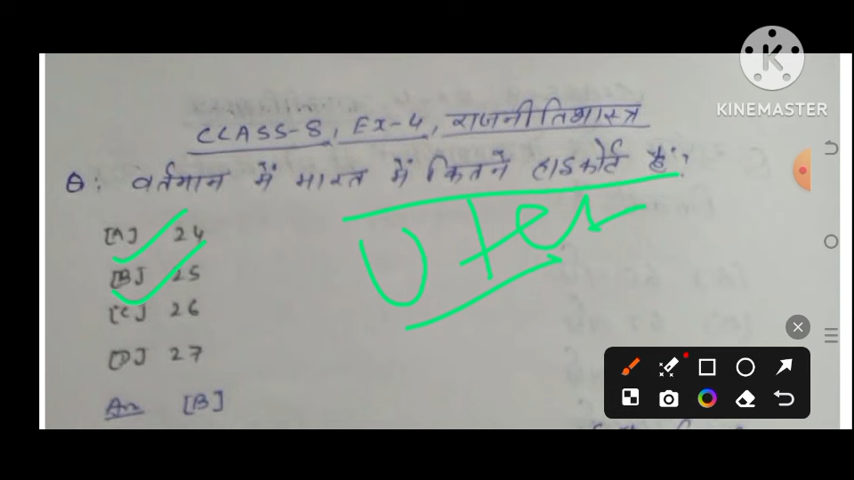 KINEMASTER
CLASS-8, EX-4, राजनीतिशास्त्र
Q: वर्तमान में भारत में कितने हाइकोर्ट हैं?
[A] 24
[B] 25
[C] 26
[D] 27
Ans [B]